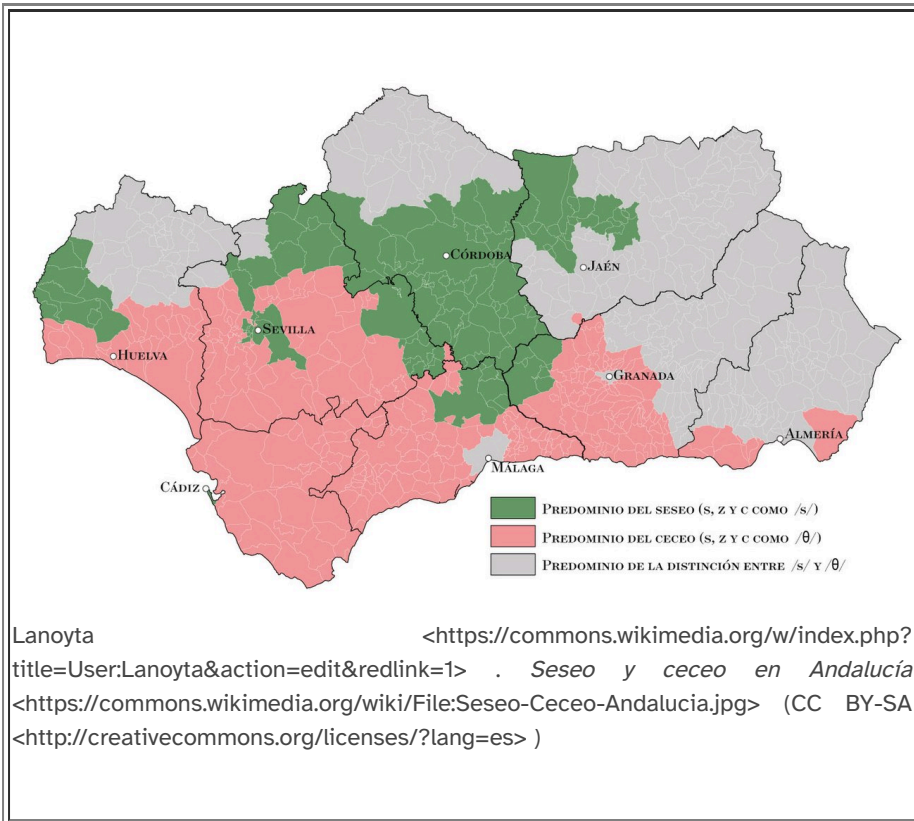 CÓRDOBA
JAÉN
SEVILLA
HUELVA
GRANADA
ALMERÍA
MÁLAGA
CÁDIZ
PREDOMINIO DEL SESEO (S, Z Y C COMO /s/)
PREDOMINIO DEL CECEO (S, Z Y C COMO /θ/)
PREDOMINIO DE LA DISTINCIÓN ENTRE /s/ Y /θ/
Lanoyta <https://commons.wikimedia.org/w/index.php?
title=User:Lanoyta&action=edit&redlink=1> . Seseo y ceceo en Andalucía
<https://commons.wikimedia.org/wiki/File:Seseo-Ceceo-Andalucia.jpg> (CC BY-SA
<http://creativecommons.org/licenses/?lang=es> )